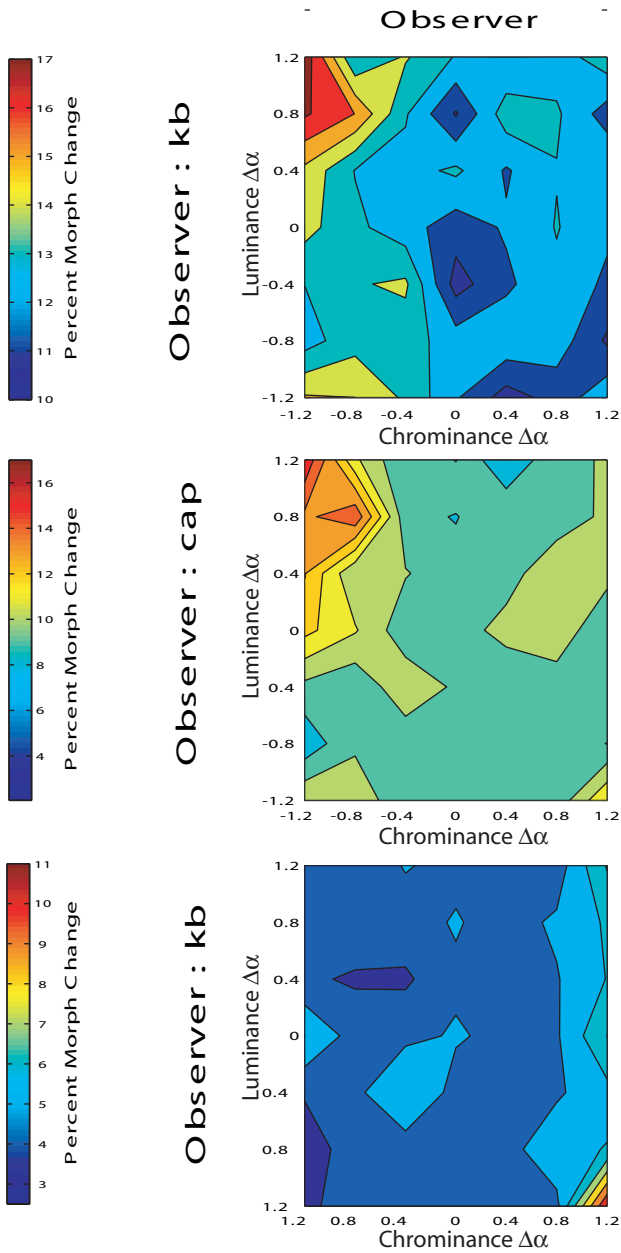 Observer
17
16
15
14
13
12
11
10
Percent Morph Change
Observer : kb
1.2
0.8
0.4
0
-0.4
-0.8
-1.2
Luminance Δα
-1.2 -0.8 -0.4 0 0.4 0.8 1.2
Chrominance Δα
16
14
12
10
8
6
4
Percent Morph Change
Observer : cap
1.2
0.8
0.4
0
0.4
-0.8
-1.2
Luminance Δα
-1.2 -0.8 -0.4 0 0.4 0.8 1.2
Chrominance Δα
11
10
9
8
7
6
5
4
3
Percent Morph Change
Observer : kb
1.2
0.8
0.4
0
0.4
0.8
1.2
Luminance Δα
1.2 0.8 0.4 0 0.4 0.8 1.2
Chrominance Δα